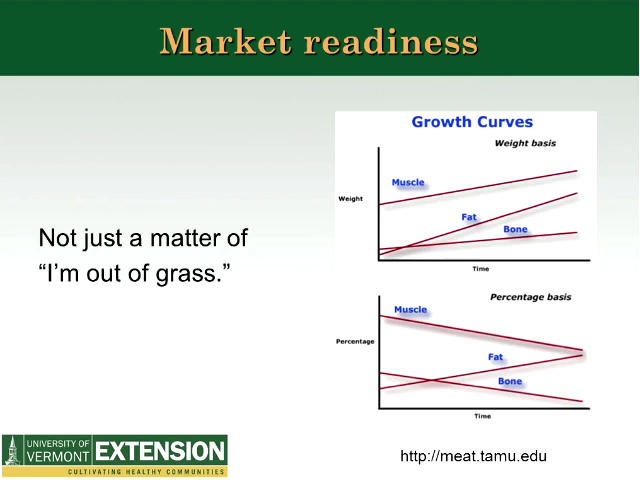 Market readiness
Not just a matter of
“I’m out of grass.”
Growth Curves
Weight basis
Muscle
Weight
Fat
Bone
Time
Percentage basis
Muscle
Percentage
Fat
Bone
Time
UNIVERSITY OF
VERMONT
EXTENSION
CULTIVATING HEALTHY COMMUNITIES
http://meat.tamu.edu